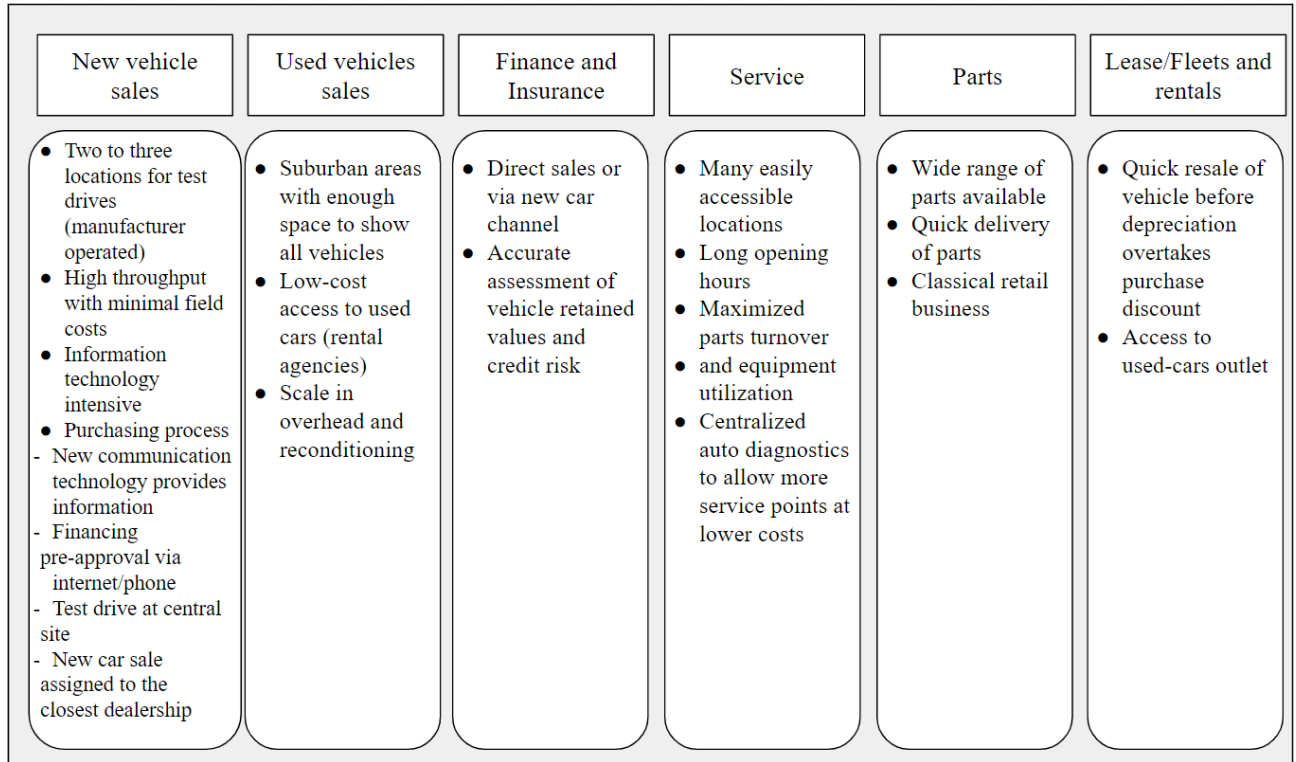 New vehicle
sales
Used vehicles
sales
Finance and
Insurance
Service
Parts
Lease/Fleets and
rentals
● Two to three
locations for test
drives
(manufacturer
operated)
● High throughput
with minimal field
costs
● Information
technology
intensive
● Purchasing process
- New communication
technology provides
information
- Financing
pre-approval via
internet/phone
- Test drive at central
site
- New car sale
assigned to the
closest dealership
● Suburban areas
with enough
space to show
all vehicles
● Low-cost
access to used
cars (rental
agencies)
● Scale in
overhead and
reconditioning
● Direct sales or
via new car
channel
● Accurate
assessment of
vehicle retained
values and
credit risk
● Many easily
accessible
locations
● Long opening
hours
● Maximized
parts turnover
● and equipment
utilization
● Centralized
auto diagnostics
to allow more
service points at
lower costs
● Wide range of
parts available
● Quick delivery
of parts
● Classical retail
business
● Quick resale of
vehicle before
depreciation
overtakes
purchase
discount
● Access to
used-cars outlet